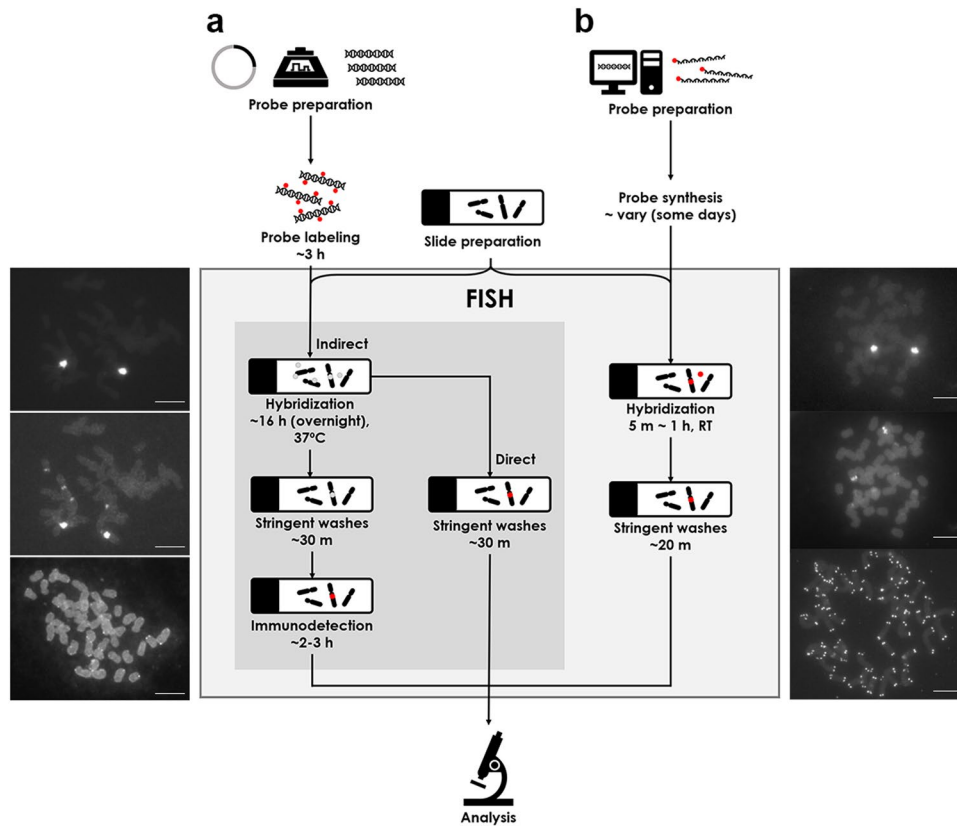 a
b
Probe preparation
Probe preparation
Probe labeling
~3 h
Slide preparation
Probe synthesis
~ vary (some days)
FISH
Indirect
Hybridization
~16 h (overnight),
37ºC
Hybridization
5 m ~ 1 h, RT
Direct
Stringent washes
~30 m
Stringent washes
~30 m
Stringent washes
~20 m
Immunodetection
~2-3 h
Analysis